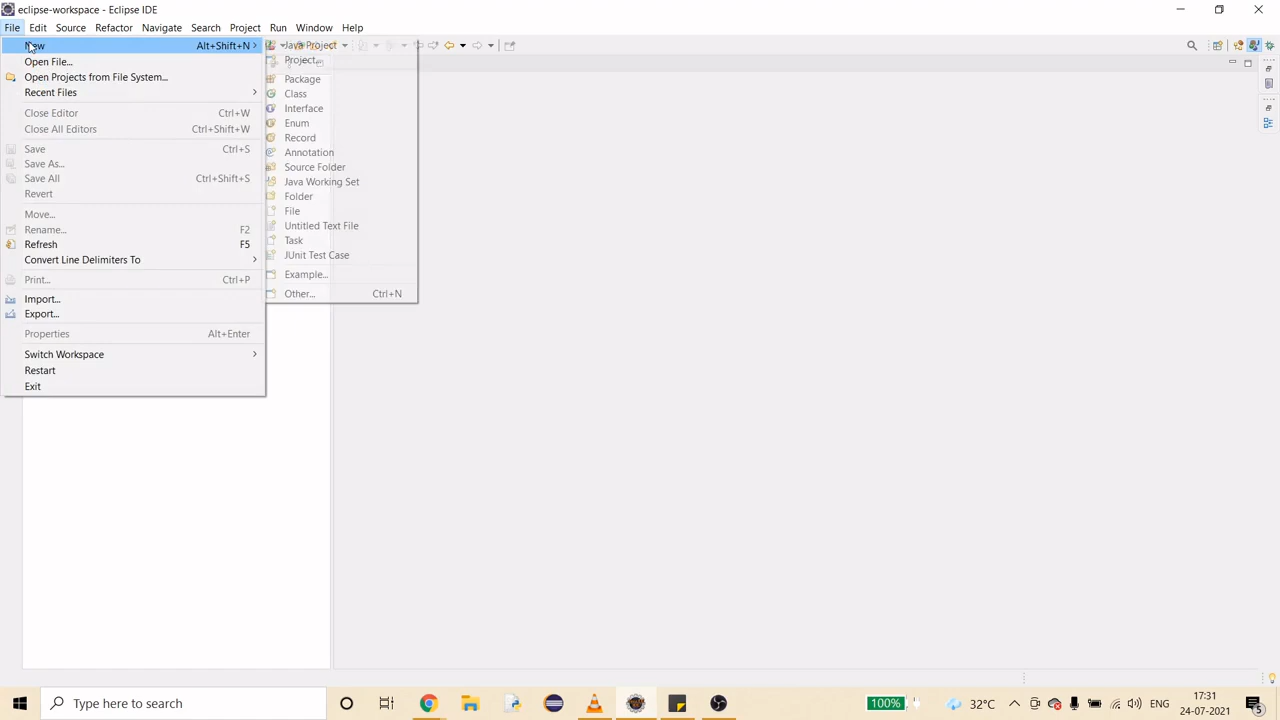 eclipse-workspace - Eclipse IDE
File Edit Source Refactor Navigate Search Project Run Window Help
New Alt+Shift+N
Open File...
Open Projects from File System...
Recent Files
Close Editor Ctrl+W
Close All Editors Ctrl+Shift+W
Save Ctrl+S
Save As...
Save All Ctrl+Shift+S
Revert
Move...
Rename... F2
Refresh F5
Convert Line Delimiters To
Print... Ctrl+P
Import...
Export...
Properties Alt+Enter
Switch Workspace
Restart
Exit
Java Project
Project...
Package
Class
Interface
Enum
Record
Annotation
Source Folder
Java Working Set
Folder
File
Untitled Text File
Task
JUnit Test Case
Example...
Other... Ctrl+N
Type here to search
100%
32°C
ENG
17:31
24-07-2021
5